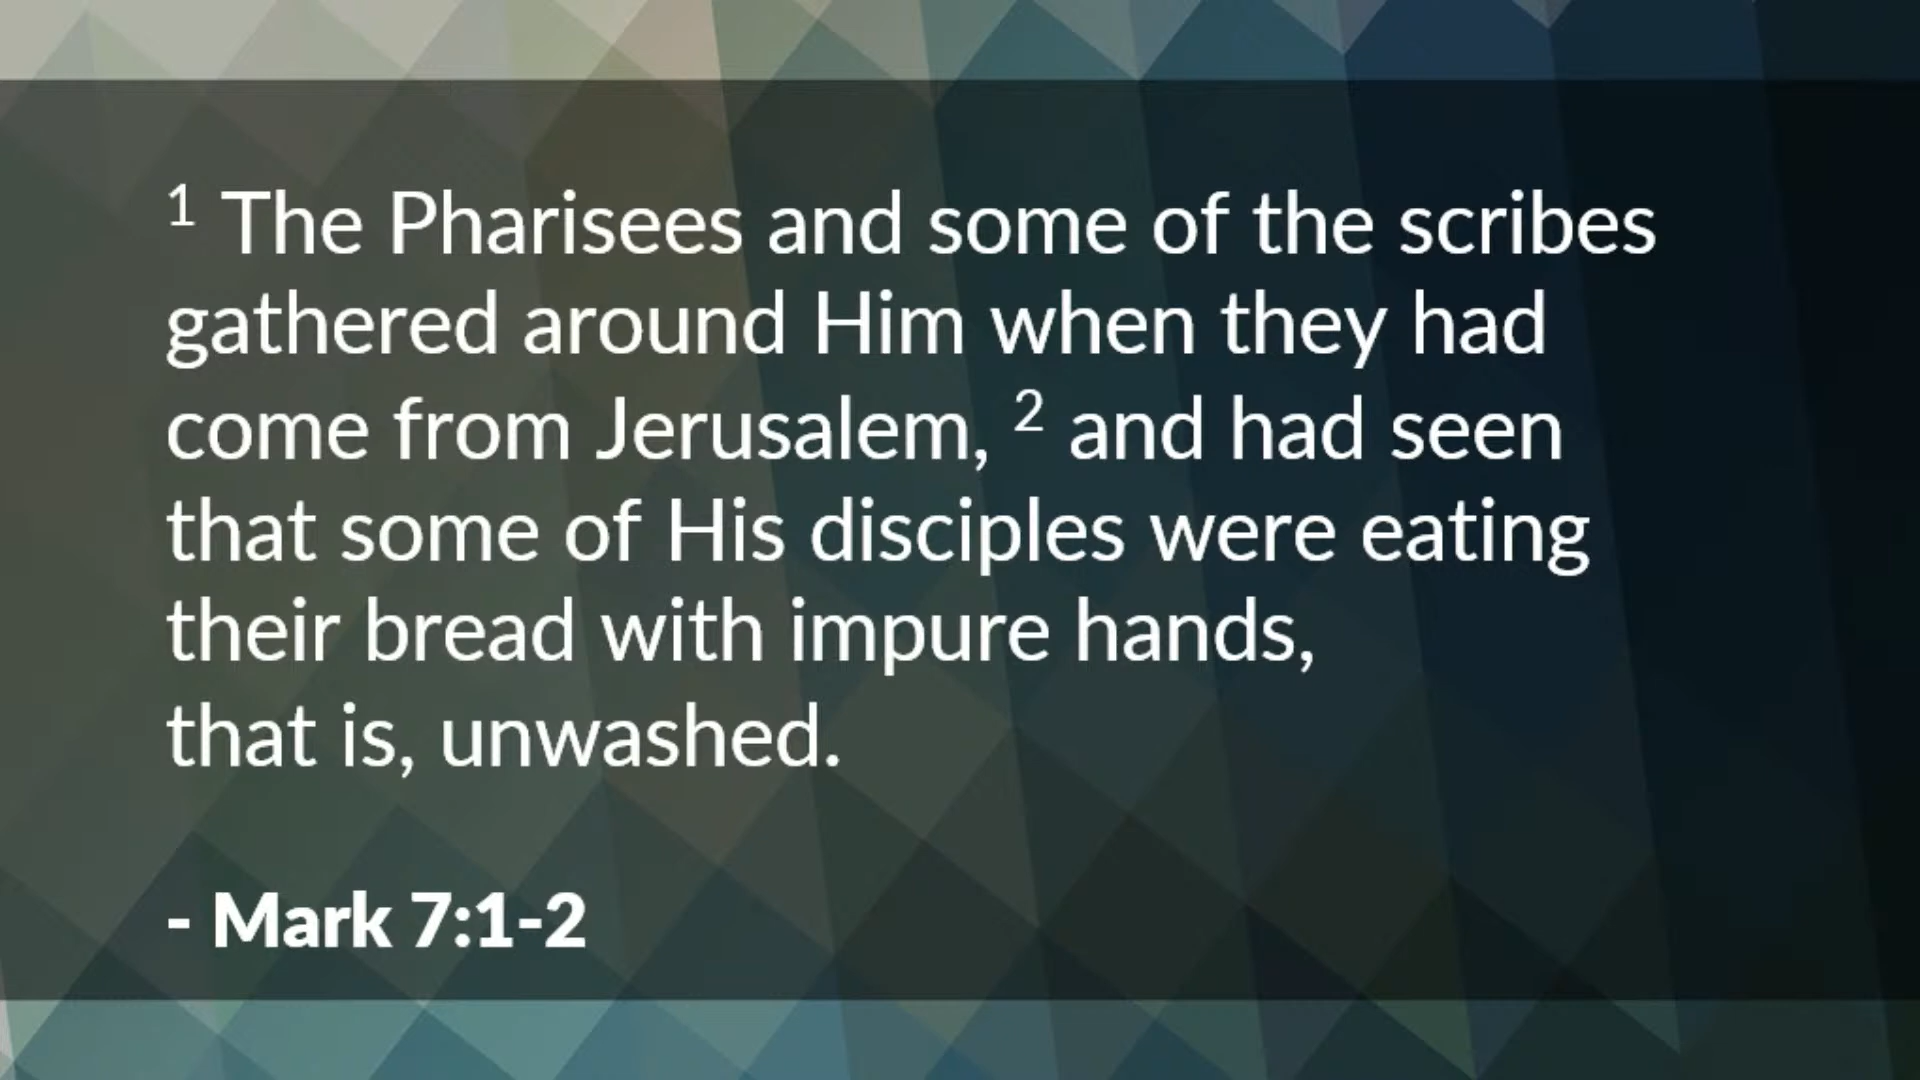 1 The Pharisees and some of the scribes
gathered around Him when they had
come from Jerusalem, 2 and had seen
that some of His disciples were eating
their bread with impure hands,
that is, unwashed.
- Mark 7:1-2